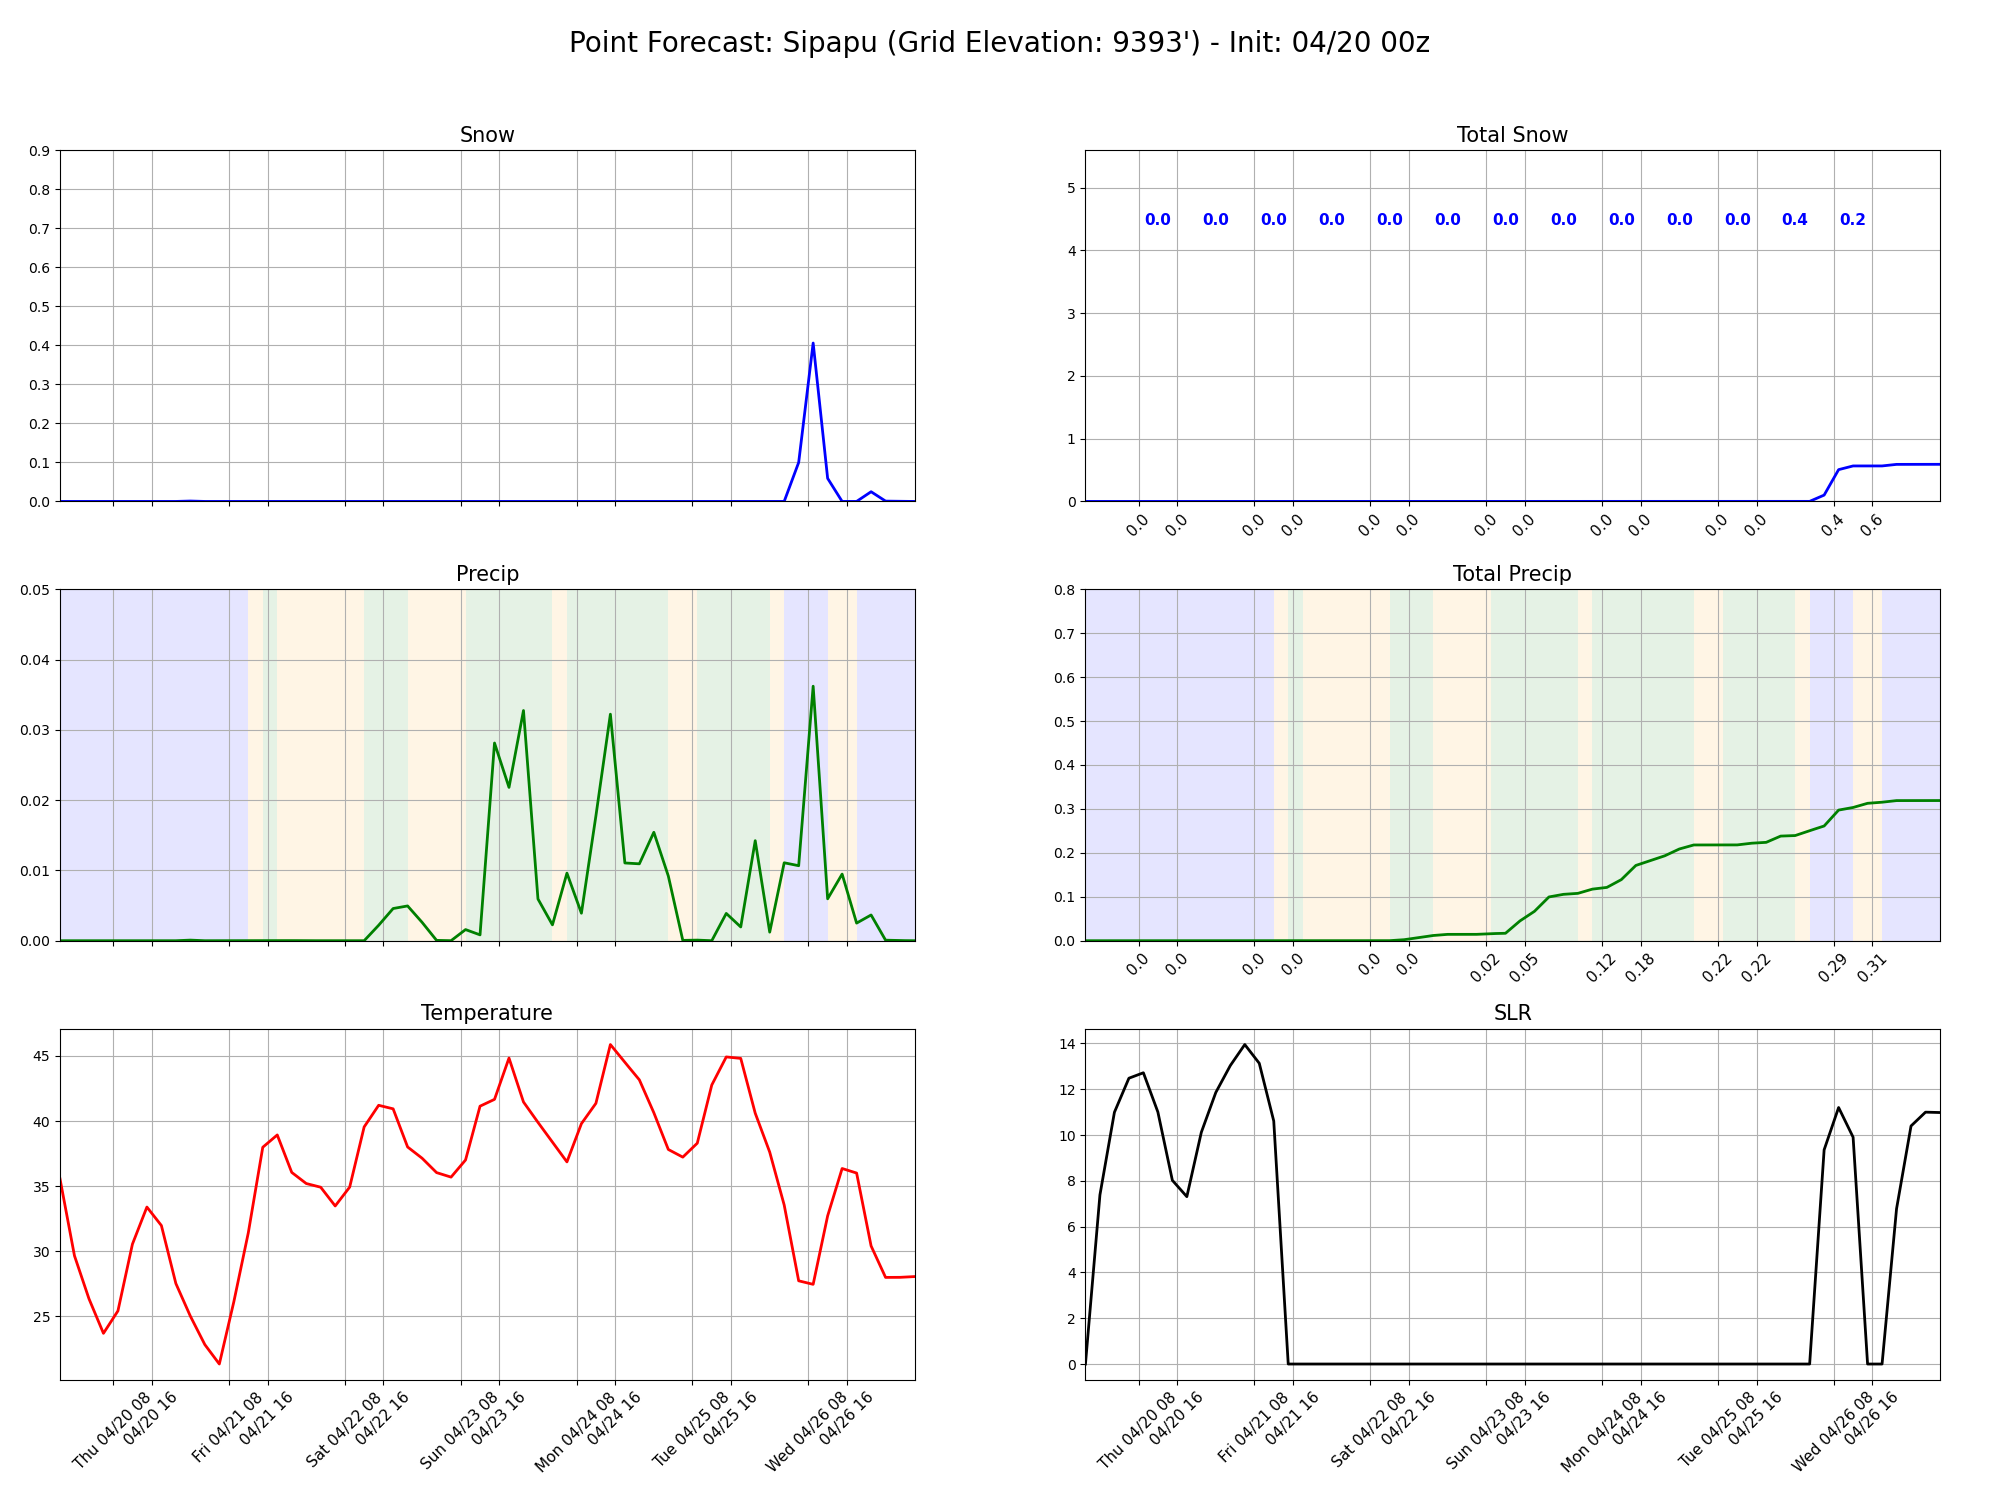 Point Forecast: Sipapu (Grid Elevation: 9393') - Init: 04/20 00z
Snow
0.9
0.8
0.7
0.6
0.5
0.4
0.3
0.2
0.1
0.0
Total Snow
5
4
3
2
1
0
0.0 0.0 0.0 0.0 0.0 0.0 0.0 0.0 0.0 0.0 0.0 0.4 0.2
0.0 0.0 0.0 0.0 0.0 0.0 0.0 0.0 0.0 0.0 0.0 0.0 0.4 0.6
Precip
0.05
0.04
0.03
0.02
0.01
0.00
Total Precip
0.8
0.7
0.6
0.5
0.4
0.3
0.2
0.1
0.0
0.0 0.0 0.0 0.0 0.0 0.0 0.02 0.05 0.12 0.18 0.22 0.22 0.29 0.31
Temperature
45
40
35
30
25
Thu 04/20 08
04/20 16
Fri 04/21 08
04/21 16
Sat 04/22 08
04/22 16
Sun 04/23 08
04/23 16
Mon 04/24 08
04/24 16
Tue 04/25 08
04/25 16
Wed 04/26 08
04/26 16
SLR
14
12
10
8
6
4
2
0
Thu 04/20 08
04/20 16
Fri 04/21 08
04/21 16
Sat 04/22 08
04/22 16
Sun 04/23 08
04/23 16
Mon 04/24 08
04/24 16
Tue 04/25 08
04/25 16
Wed 04/26 08
04/26 16